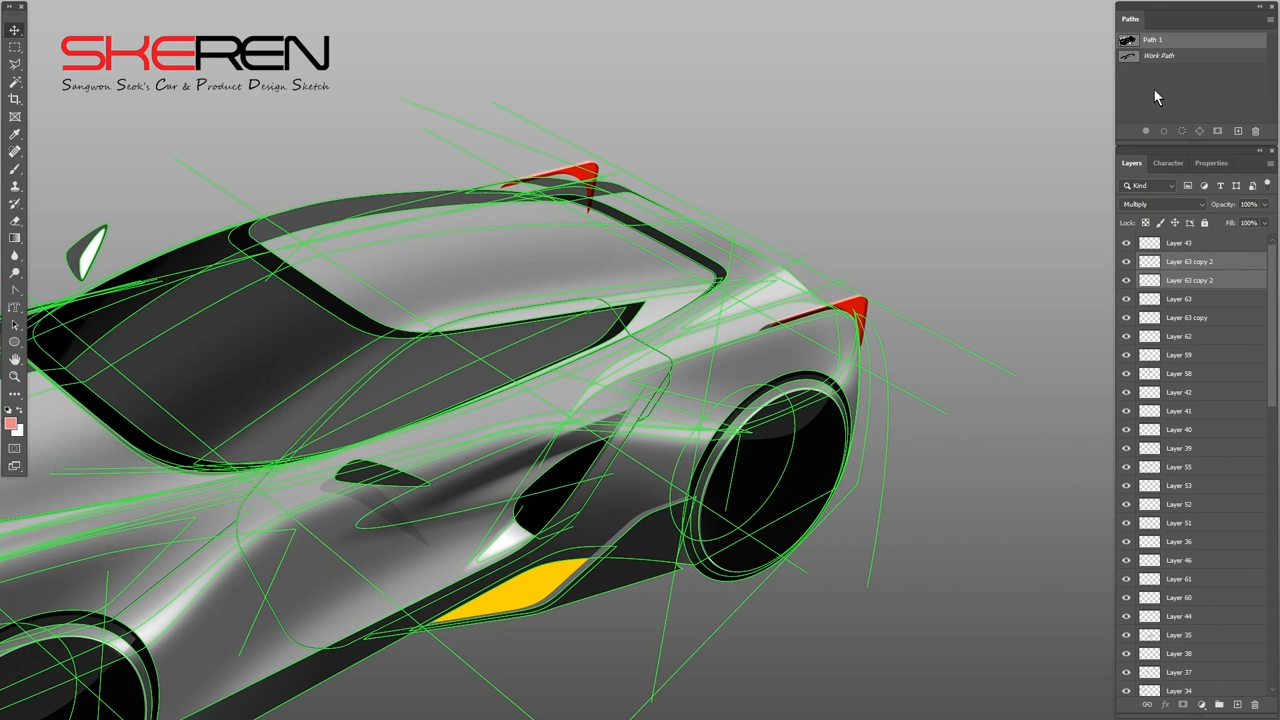 SKEREN
Sangwon Seok's Car & Product Design Sketch
Paths
Path 1
Work Path
Layers Character Properties
Kind
Multiply Opacity: 100%
Lock: Fill: 100%
Layer 43
Layer 63 copy 2
Layer 63 copy 2
Layer 63
Layer 63 copy
Layer 62
Layer 59
Layer 58
Layer 42
Layer 41
Layer 40
Layer 39
Layer 55
Layer 53
Layer 52
Layer 51
Layer 36
Layer 46
Layer 61
Layer 60
Layer 44
Layer 35
Layer 38
Layer 37
Layer 34